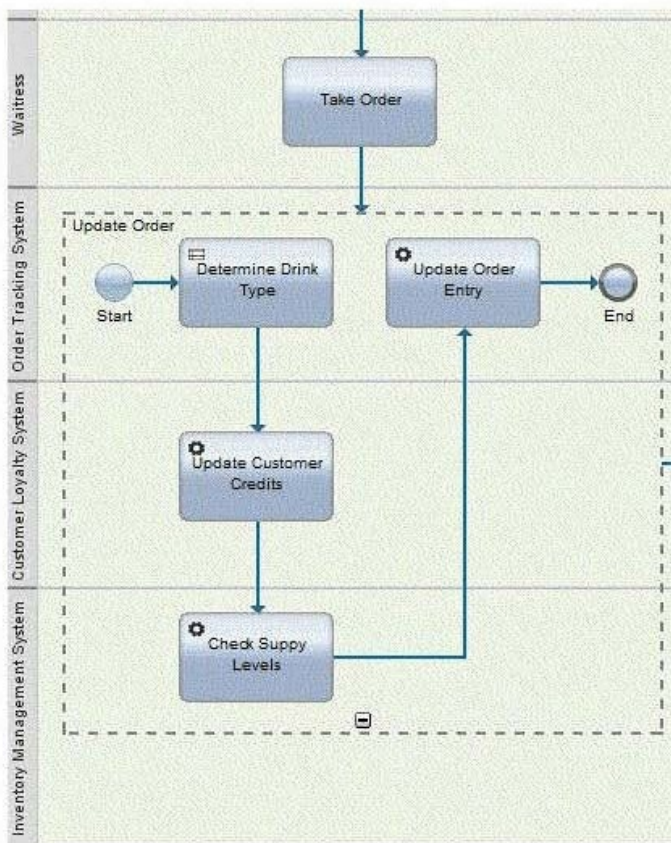 Waitress
Take Order
Order Tracking System
Update Order
Start
Determine Drink
Type
Update Order
Entry
End
Customer Loyalty System
Update Customer
Credits
Inventory Management System
Check Suppy
Levels